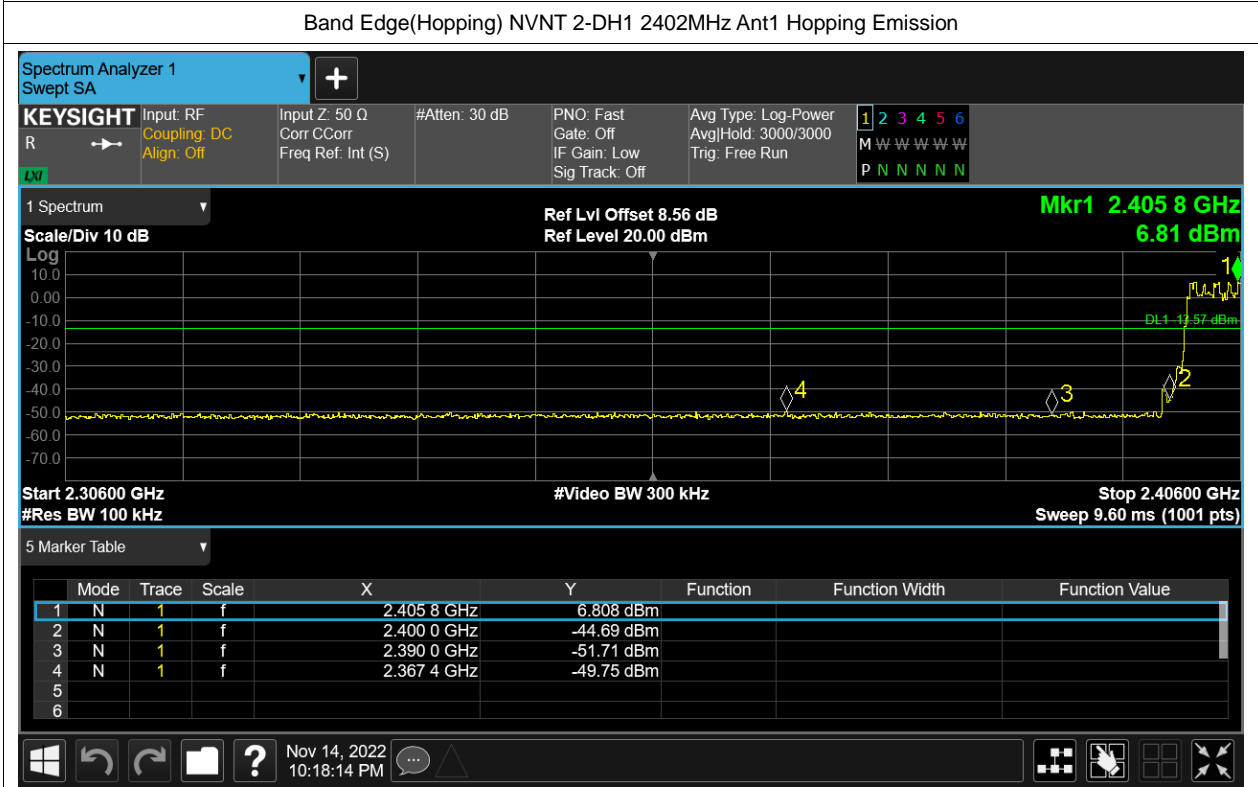 Band Edge(Hopping) NVNT 2-DH1 2402MHz Ant1 Hopping Emission
Spectrum Analyzer 1
Swept SA
KEYSIGHT
R
LXI
Input: RF
Coupling: DC
Align: Off
Input Z: 50 Ω
Corr CCorr
Freq Ref: Int (S)
#Atten: 30 dB
PNO: Fast
Gate: Off
IF Gain: Low
Sig Track: Off
Avg Type: Log-Power
Avg|Hold: 3000/3000
Trig: Free Run
1 2 3 4 5 6
M W W W W W
P N N N N N
1 Spectrum
Scale/Div 10 dB
Ref Lvl Offset 8.56 dB
Ref Level 20.00 dBm
Mkr1 2.405 8 GHz
6.81 dBm
Log
10.0
0.00
-10.0
-20.0
-30.0
-40.0
-50.0
-60.0
-70.0
1
DL1 -13.57 dBm
2
3
4
Start 2.30600 GHz
#Video BW 300 kHz
Stop 2.40600 GHz
#Res BW 100 kHz
Sweep 9.60 ms (1001 pts)
5 Marker Table
Mode Trace Scale X Y Function Function Width Function Value
1 N 1 f 2.405 8 GHz 6.808 dBm
2 N 1 f 2.400 0 GHz -44.69 dBm
3 N 1 f 2.390 0 GHz -51.71 dBm
4 N 1 f 2.367 4 GHz -49.75 dBm
5
6
?
Nov 14, 2022
10:18:14 PM